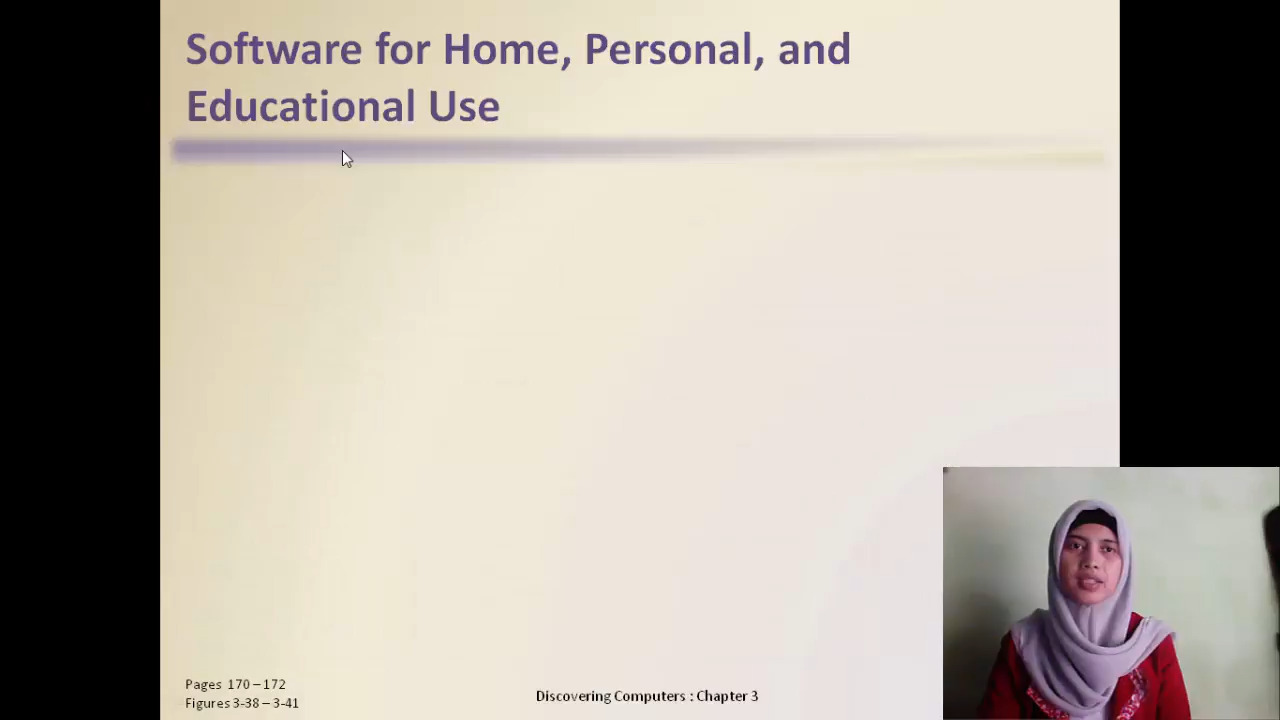 Software for Home, Personal, and
Educational Use
Pages 170 – 172
Figures 3-38 – 3-41
Discovering Computers : Chapter 3